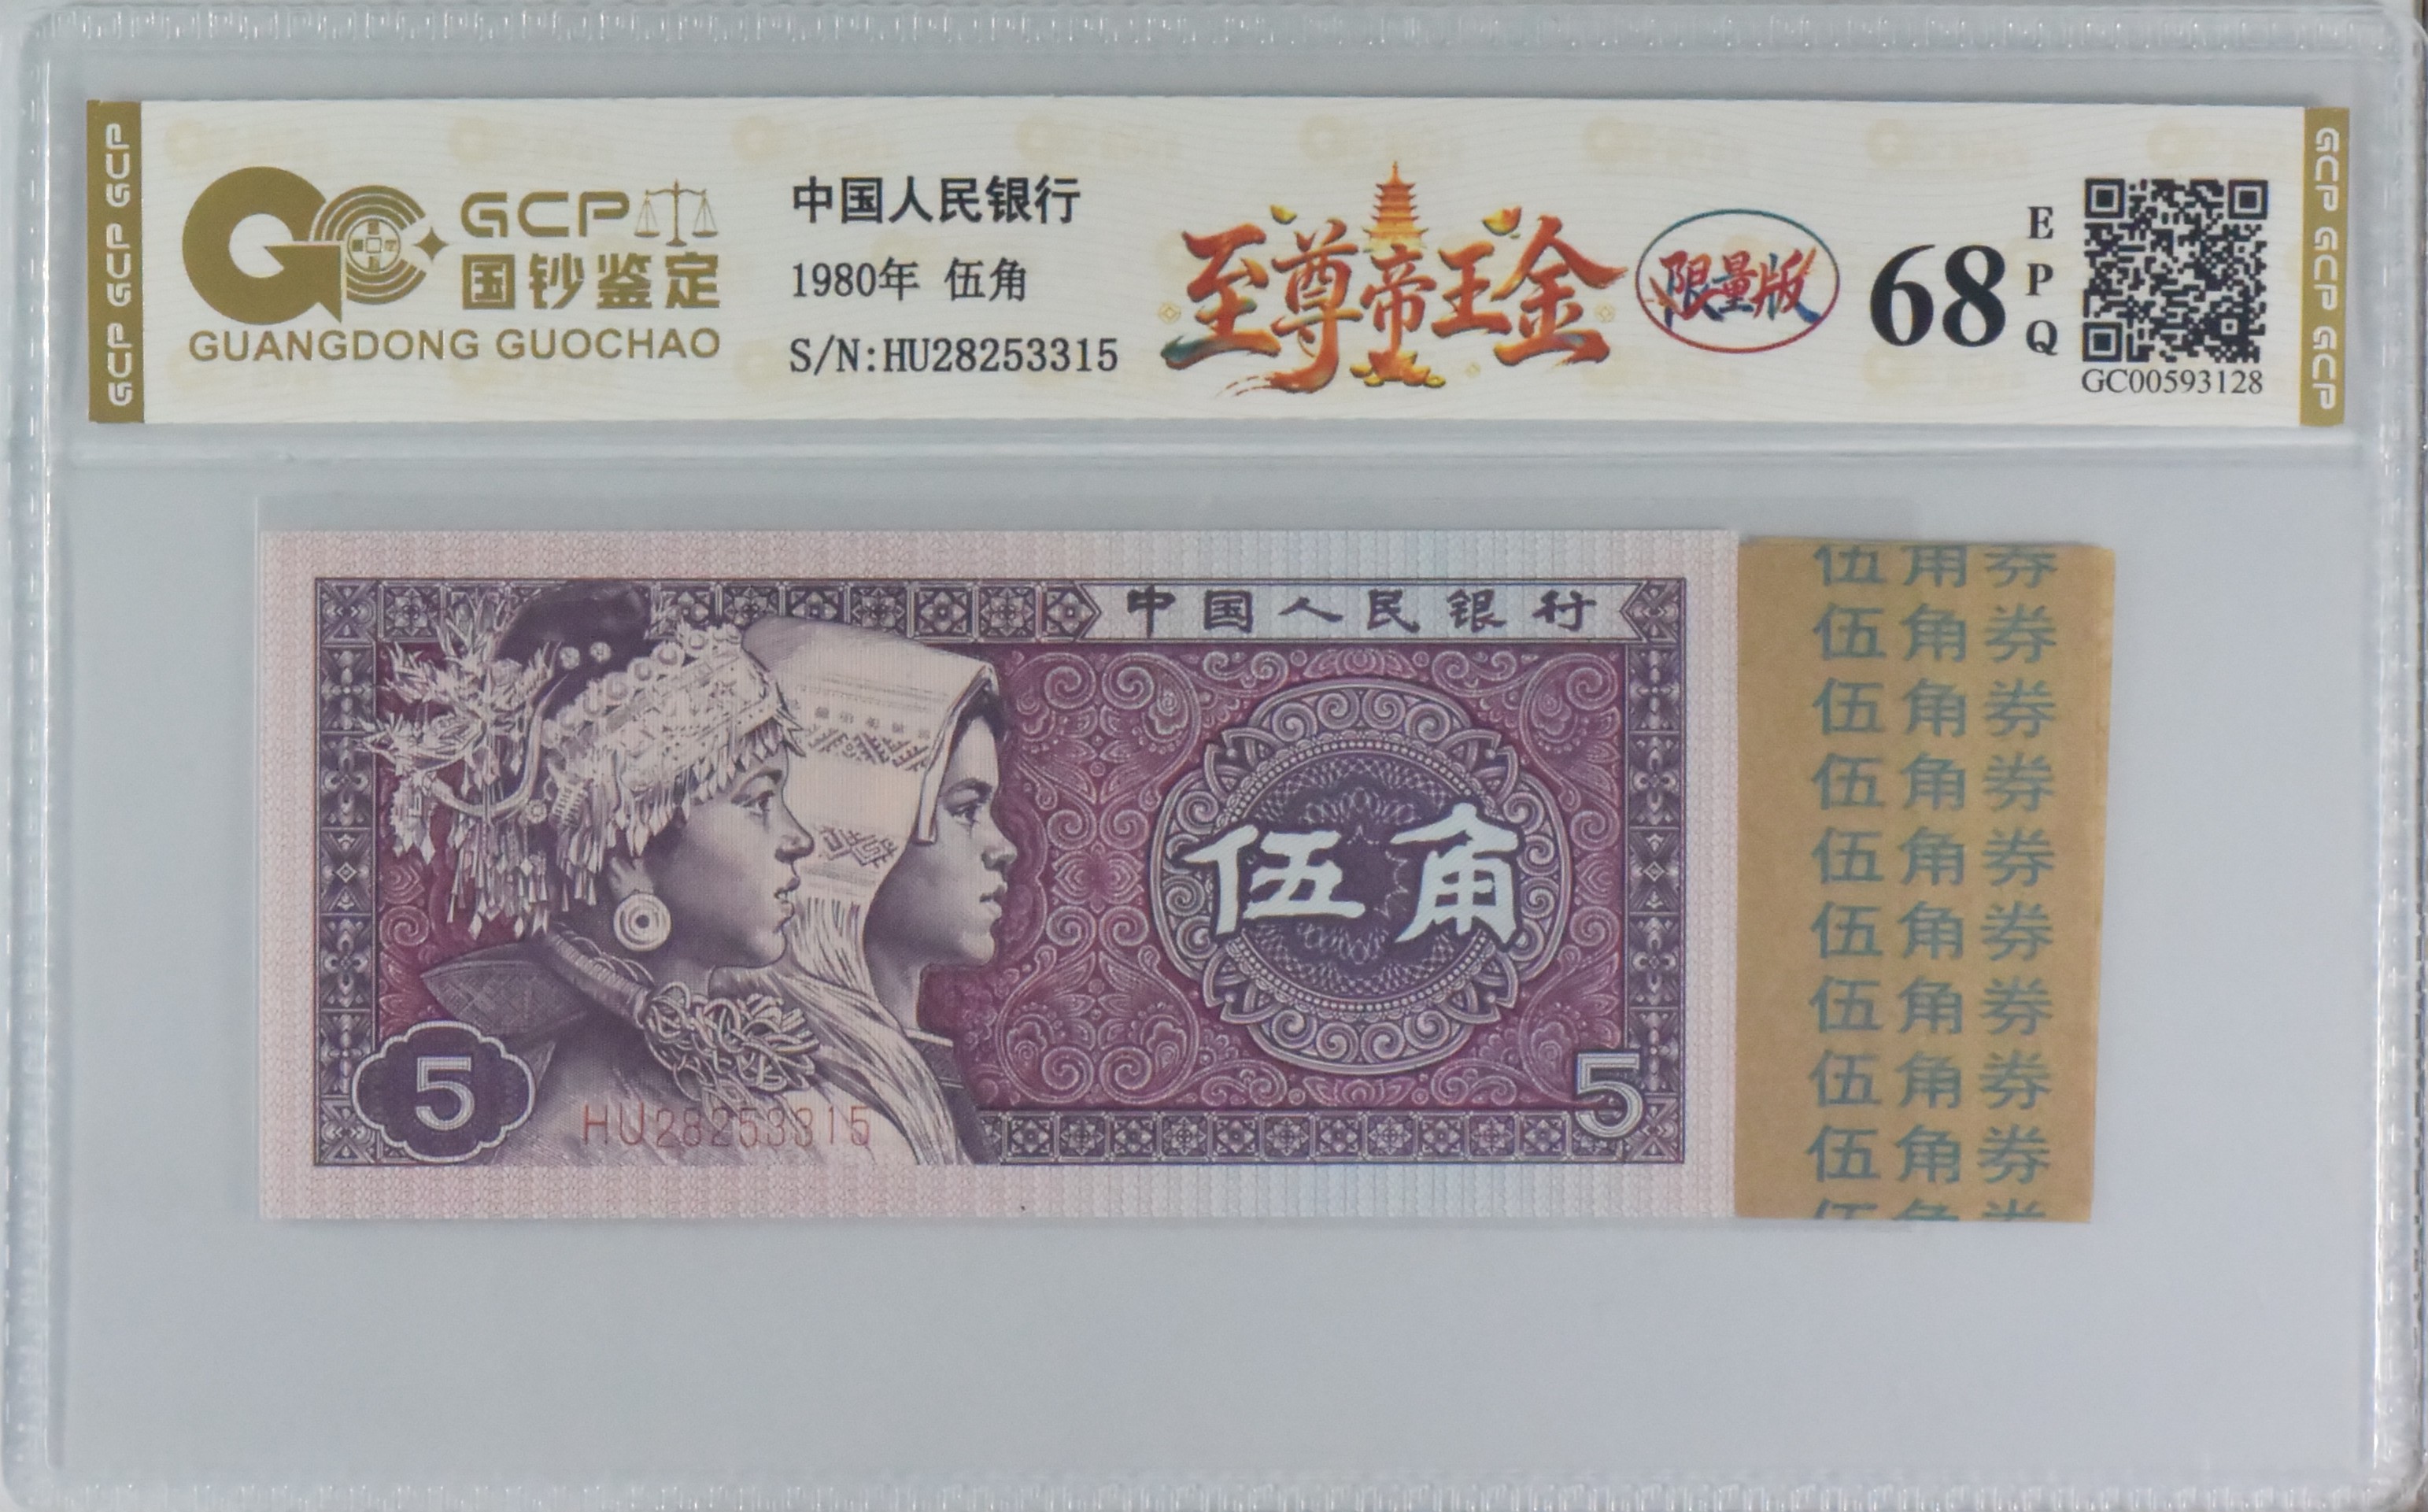 GCP GCP GCP
GCP
国钞鉴定
GUANGDONG GUOCHAO
中国人民银行
1980年 伍角
S/N:HU28253315
至尊帝王金
限量版
68
E
P
Q
GC00593128
GCP GCP GCP
中国人民银行
伍角
5
HU28253315
5
伍角券
伍角券
伍角券
伍角券
伍角券
伍角券
伍角券
伍角券
伍角券